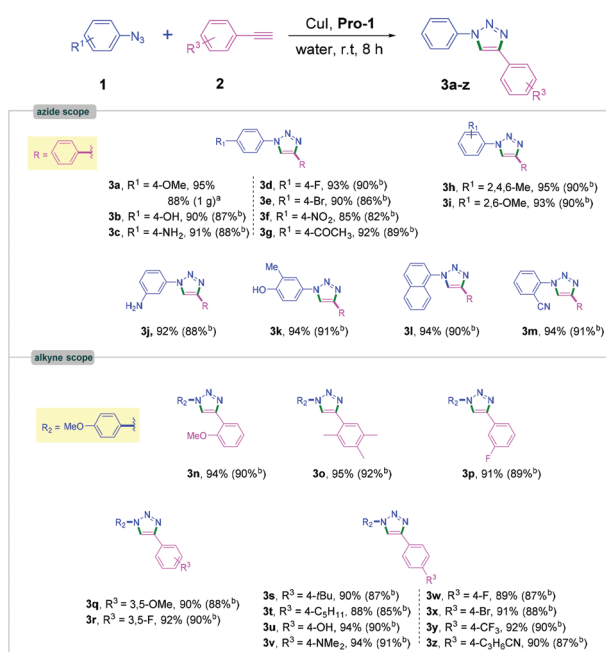 CuI, Pro-1
water, r.t, 8 h
R¹ N₃ + R³
N N N
R³
1 2 3a-z
azide scope
R =
R₁ N N N R
R¹ N N N R
3a, R¹ = 4-OMe, 95%
88% (1 g)ᵃ
3b, R¹ = 4-OH, 90% (87%ᵇ)
3c, R¹ = 4-NH₂, 91% (88%ᵇ)
3d, R¹ = 4-F, 93% (90%ᵇ)
3e, R¹ = 4-Br, 90% (86%ᵇ)
3f, R¹ = 4-NO₂, 85% (82%ᵇ)
3g, R¹ = 4-COCH₃, 92% (89%ᵇ)
3h, R¹ = 2,4,6-Me, 95% (90%ᵇ)
3i, R¹ = 2,6-OMe, 93% (90%ᵇ)
H₂N N N N R
Me HO N N N R
N N N R
CN N N N R
3j, 92% (88%ᵇ)
3k, 94% (91%ᵇ)
3l, 94% (90%ᵇ)
3m, 94% (91%ᵇ)
alkyne scope
R₂ = MeO
R₂ N N N MeO
R₂ N N N
R₂ N N N F
3n, 94% (90%ᵇ)
3o, 95% (92%ᵇ)
3p, 91% (89%ᵇ)
R₂ N N N R³
R₂ N N N R³
3q, R³ = 3,5-OMe, 90% (88%ᵇ)
3r, R³ = 3,5-F, 92% (90%ᵇ)
3s, R³ = 4-tBu, 90% (87%ᵇ)
3t, R³ = 4-C₅H₁₁, 88% (85%ᵇ)
3u, R³ = 4-OH, 94% (90%ᵇ)
3v, R³ = 4-NMe₂, 94% (91%ᵇ)
3w, R³ = 4-F, 89% (87%ᵇ)
3x, R³ = 4-Br, 91% (88%ᵇ)
3y, R³ = 4-CF₃, 92% (90%ᵇ)
3z, R³ = 4-C₃H₆CN, 90% (87%ᵇ)